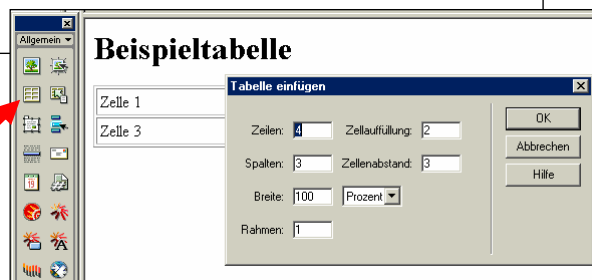 Allgemein
Beispieltabelle
Zelle 1
Zelle 3
Tabelle einfügen
Zeilen: 4 Zellauffüllung: 2
Spalten: 3 Zellenabstand: 3
Breite: 100 Prozent
Rahmen: 1
OK
Abbrechen
Hilfe
19